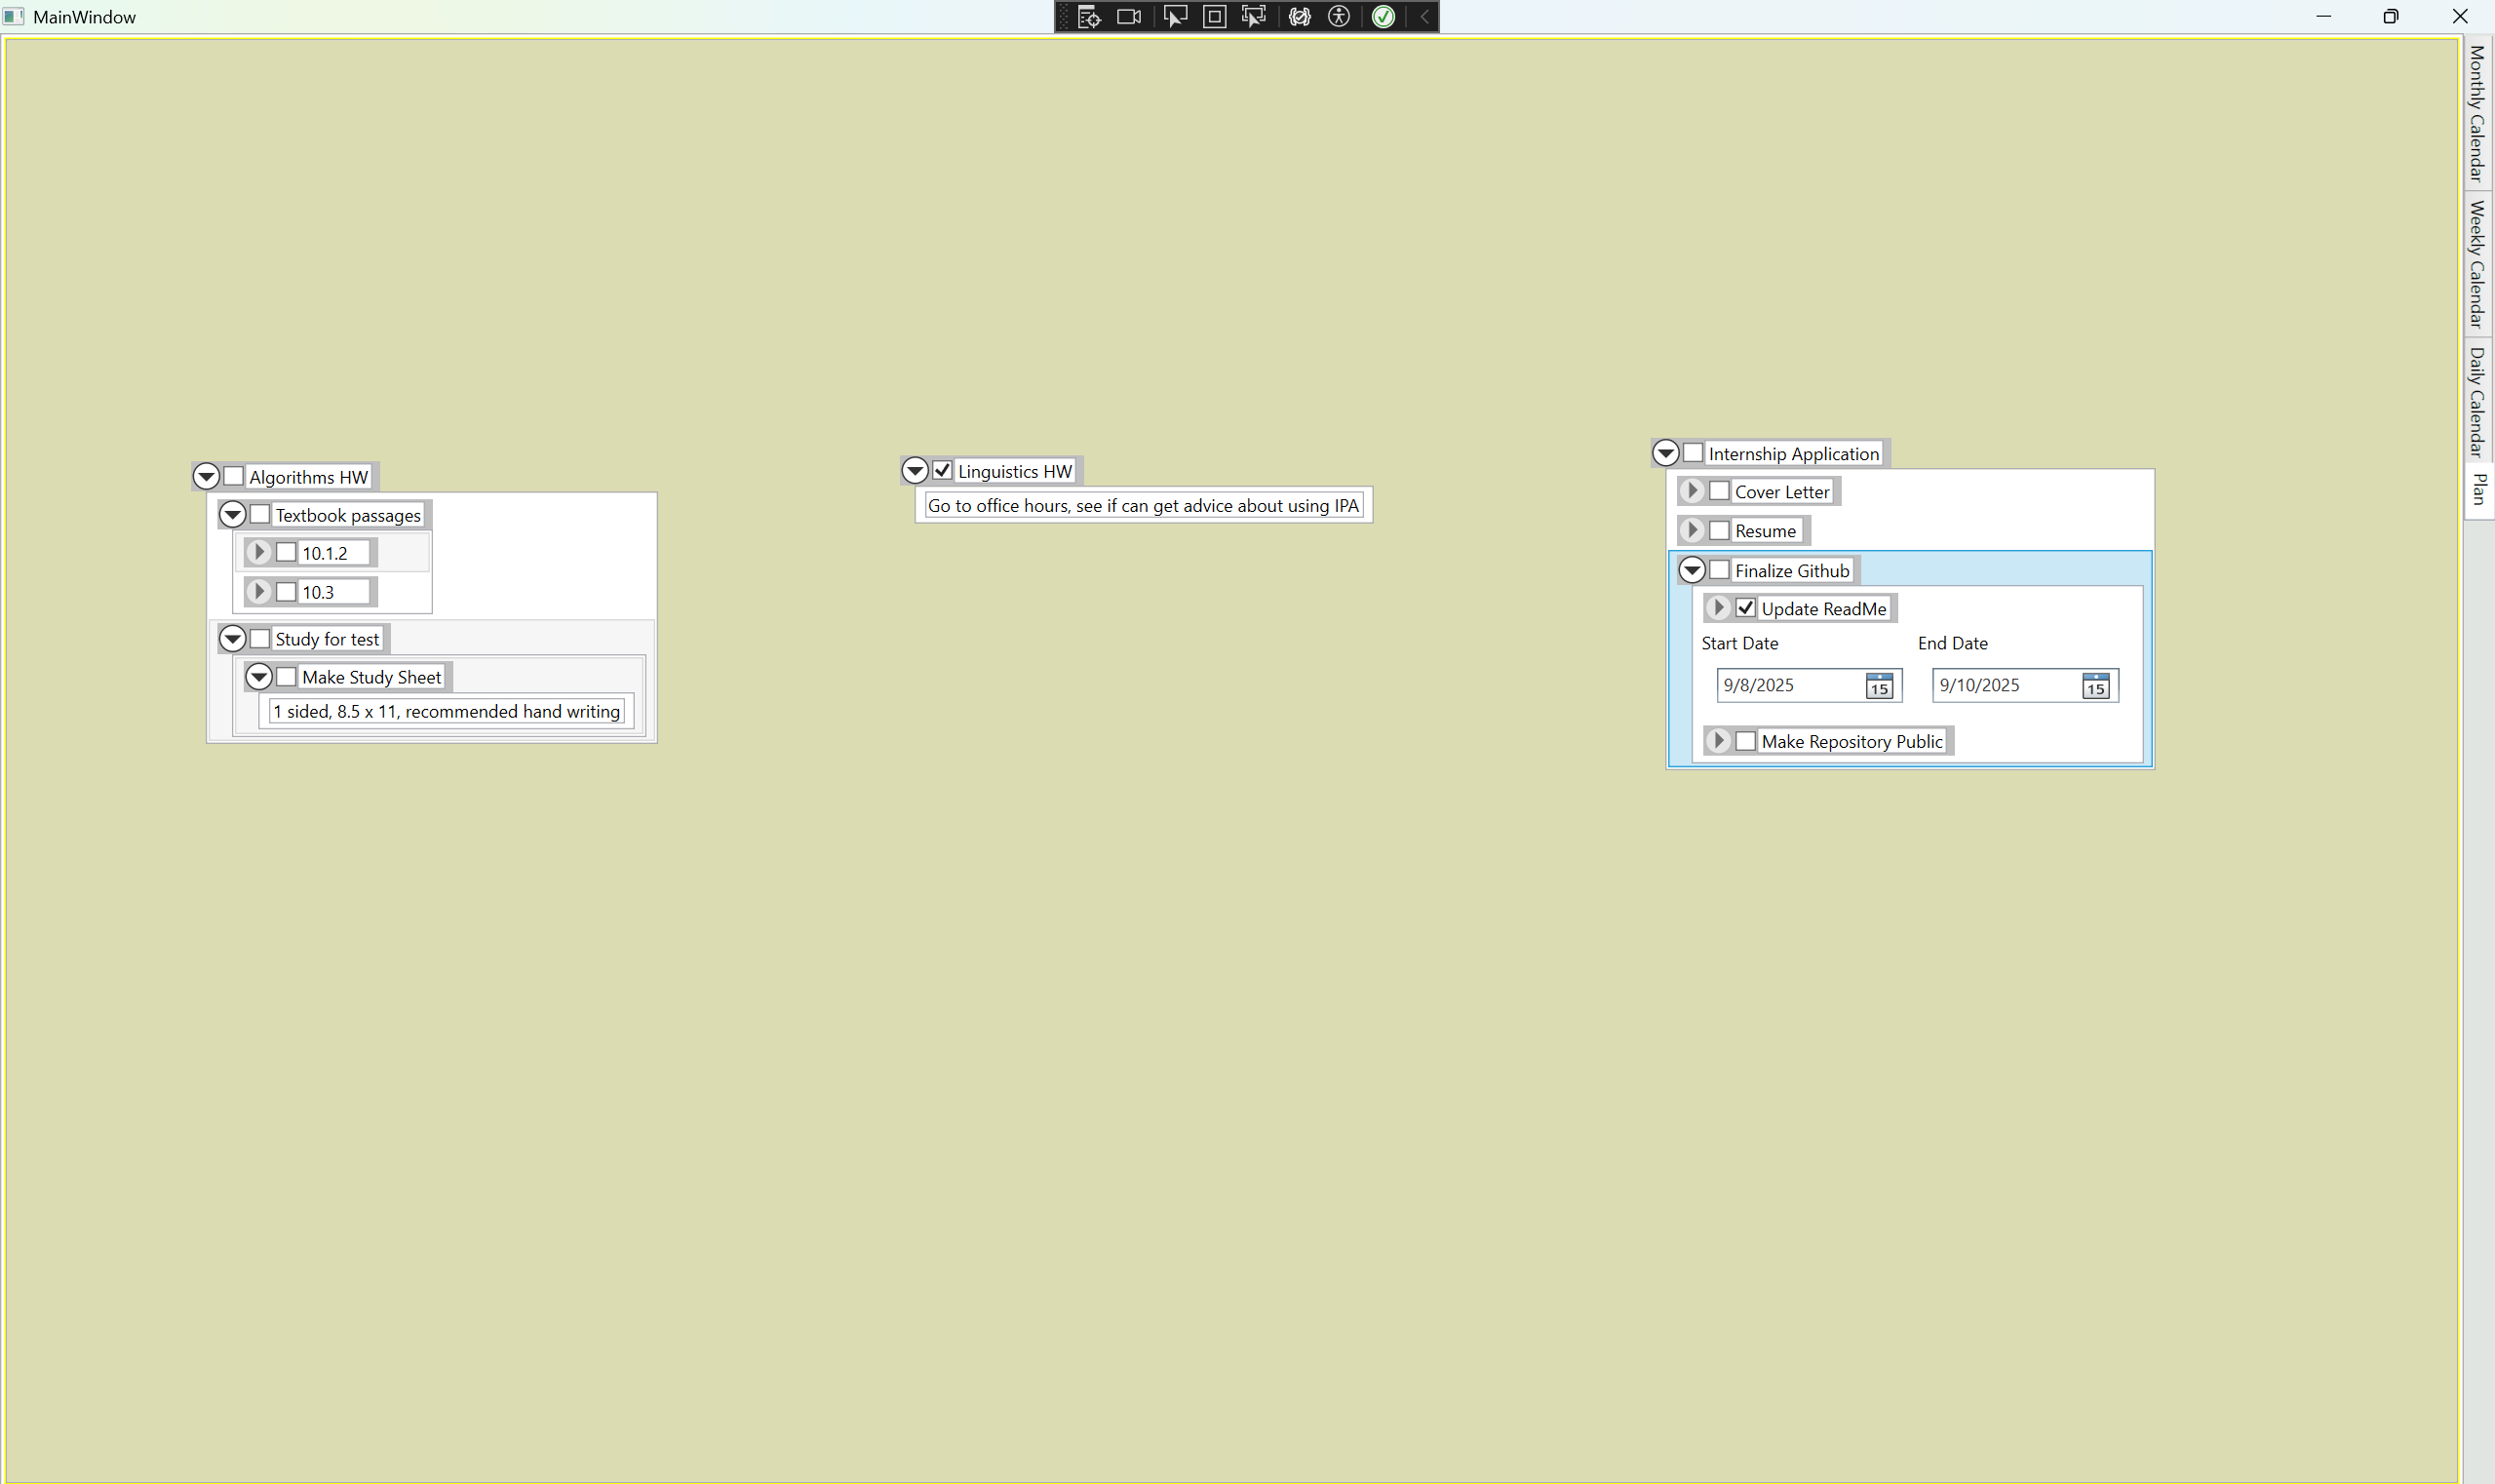 MainWindow
Monthly Calendar
Weekly Calendar
Daily Calendar
Plan
Algorithms HW
Textbook passages
10.1.2
10.3
Study for test
Make Study Sheet
1 sided, 8.5 x 11, recommended hand writing
Linguistics HW
Go to office hours, see if can get advice about using IPA
Internship Application
Cover Letter
Resume
Finalize Github
Update ReadMe
Start Date End Date
9/8/2025 15 9/10/2025 15
Make Repository Public